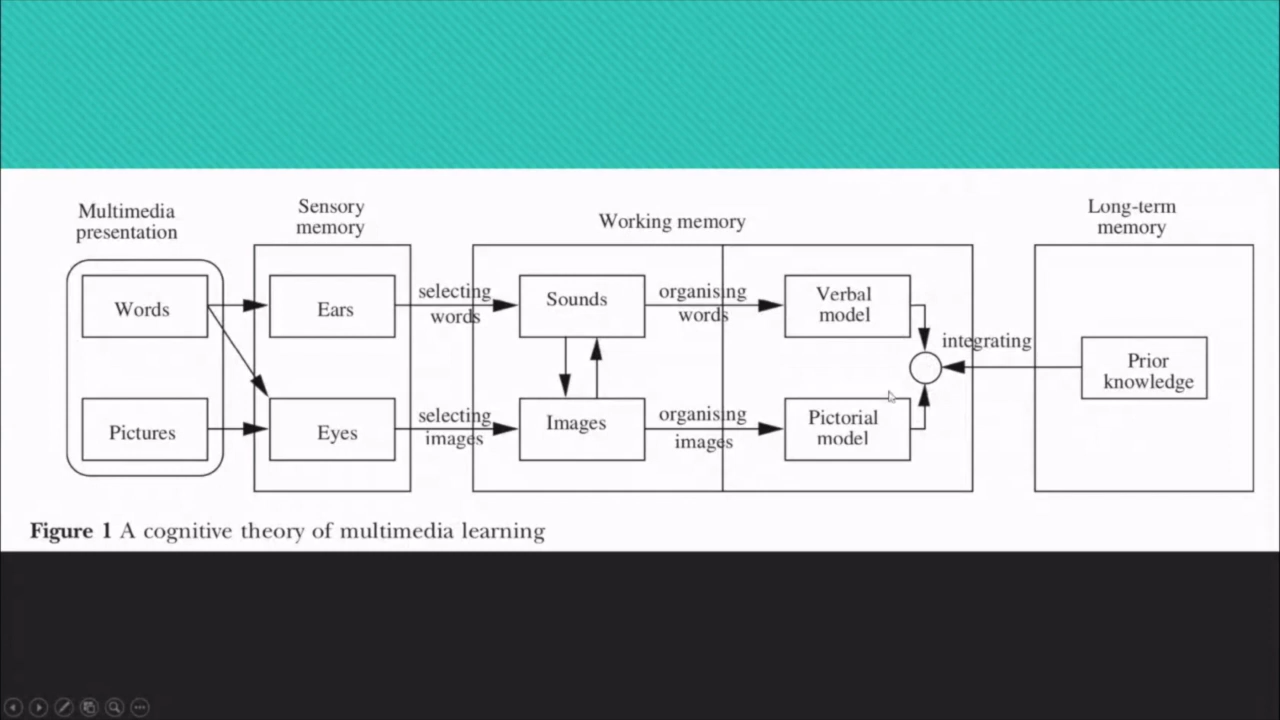 Multimedia
presentation
Sensory
memory
Working memory
Long-term
memory
Words
Ears
selecting
words
Sounds
organising
words
Verbal
model
integrating
Prior
knowledge
Pictures
Eyes
selecting
images
Images
organising
images
Pictorial
model
Figure 1 A cognitive theory of multimedia learning